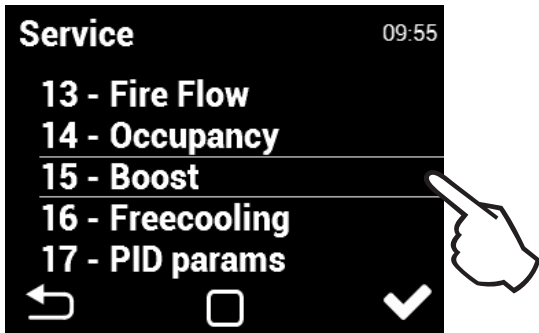 Service 09:55
13 - Fire Flow
14 - Occupancy
15 - Boost
16 - Freecooling
17 - PID params